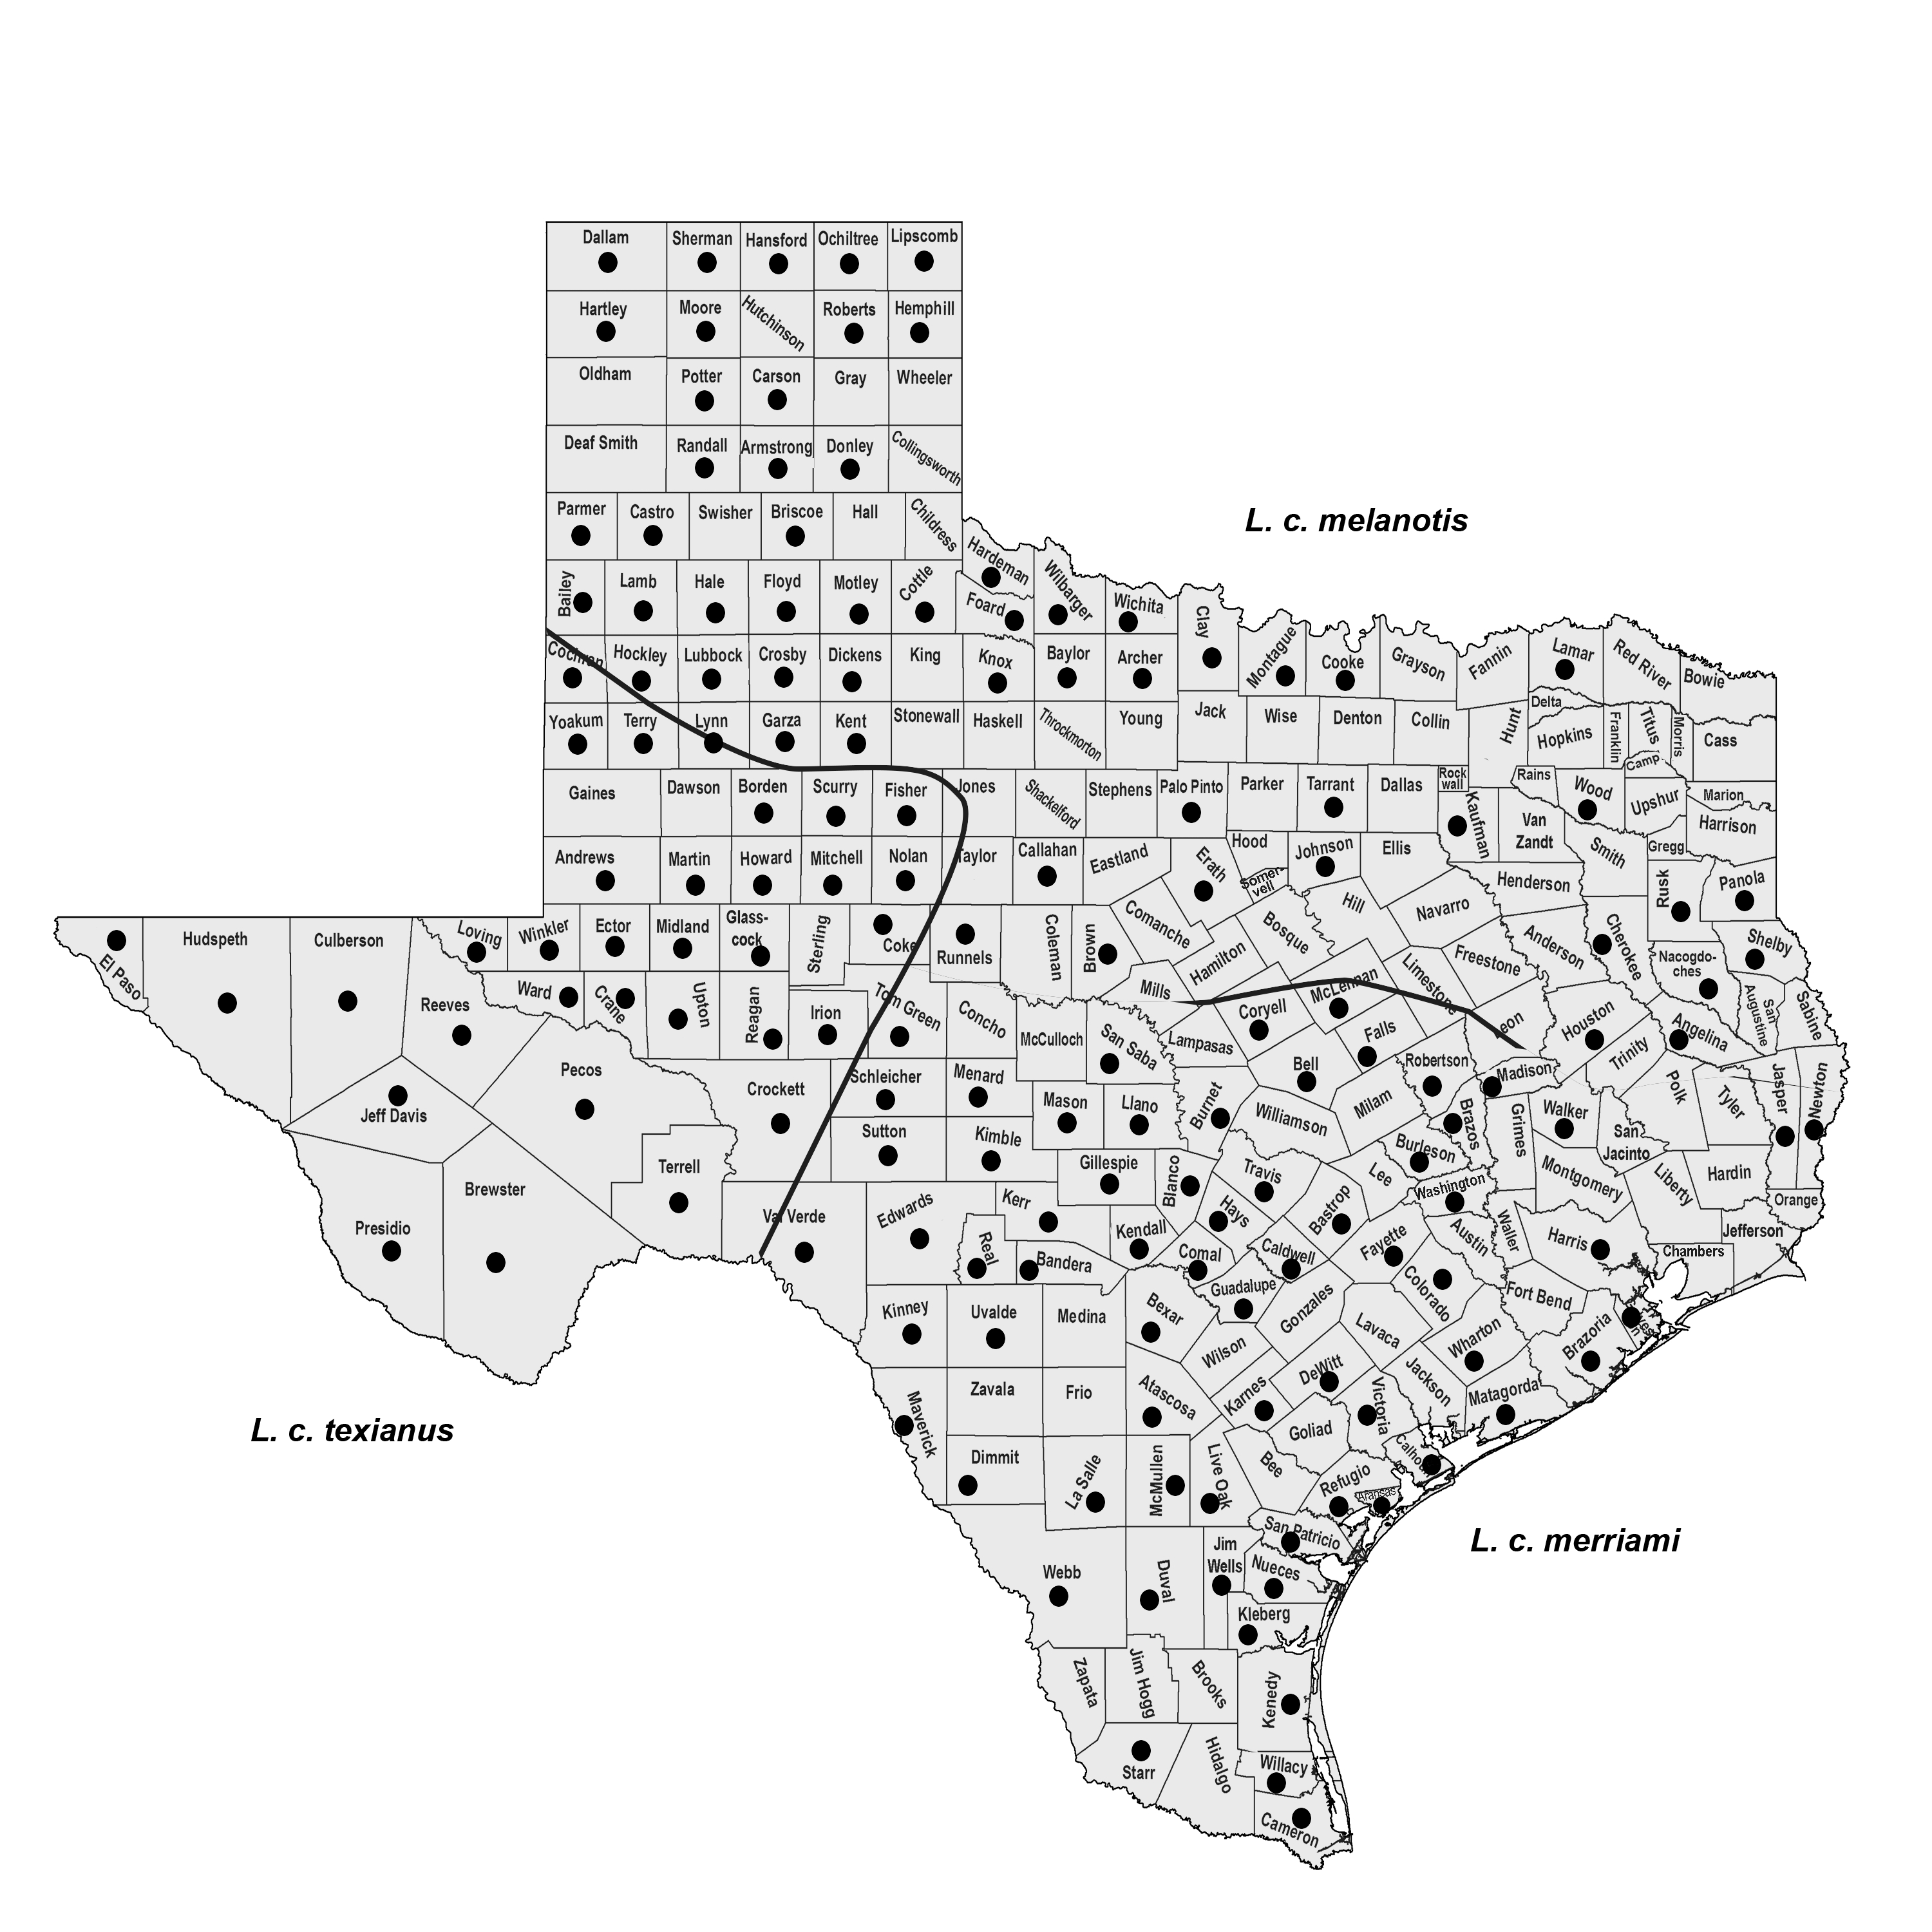 Dallam Sherman Hansford Ochiltree Lipscomb
Hartley Moore Hutchinson Roberts Hemphill
Oldham Potter Carson Gray Wheeler
Deaf Smith Randall Armstrong Donley Collingsworth
Parmer Castro Swisher Briscoe Hall Childress
L. c. melanotis
Hardeman
Bailey Lamb Hale Floyd Motley Cottle Foard Wilbarger Wichita Clay
Montague Cooke Grayson Fannin Lamar Red River Bowie
Cochran Hockley Lubbock Crosby Dickens King Knox Baylor Archer
Yoakum Terry Lynn Garza Kent Stonewall Haskell Throckmorton Young Jack Wise Denton Collin Hunt Delta Hopkins Franklin Titus Morris Cass
Camp
Gaines Dawson Borden Scurry Fisher Jones Shackelford Stephens Palo Pinto Parker Tarrant Dallas Rock
wall
Kaufman Rains Wood Upshur Marion
Van
Zandt
Harrison
Andrews Martin Howard Mitchell Nolan Taylor Callahan Eastland Erath Hood Johnson Ellis Smith Gregg
Somer-
vell
Henderson Rusk Panola
El Paso Hudspeth Culberson Loving Winkler Ector Midland Glass-
cock
Sterling Coke Runnels Coleman Brown Comanche Hamilton Bosque Hill Navarro Anderson Cherokee Shelby
Nacogdo-
ches
Reeves Ward Crane Upton Reagan Irion Tom Green Concho Mills McLennan Limestone Freestone
McCulloch San Saba Lampasas Coryell Falls Leon Houston Trinity Angelina
San
Augustine
Sabine
Jeff Davis Pecos Crockett Schleicher Menard Mason Llano Burnet Bell Williamson Milam Robertson Madison Brazos Grimes Walker
San
Jacinto
Polk Tyler Jasper Newton
Terrell Sutton Kimble Gillespie Blanco Travis Lee Burleson Washington Montgomery Liberty Hardin Orange
Presidio Brewster Val Verde Edwards Kerr Kendall Hays Bastrop Fayette Austin Waller Harris Jefferson
Chambers
Real Bandera Comal Caldwell Guadalupe Colorado Fort Bend
Kinney Uvalde Medina Bexar Wilson Gonzales Lavaca Wharton Brazoria
Zavala Frio Atascosa Karnes DeWitt Jackson Matagorda
L. c. texianus
Maverick Dimmit La Salle McMullen Live Oak Bee Goliad Victoria Calhoun
Refugio Aransas
San Patricio
L. c. merriami
Webb Duval Jim
Wells
Nueces
Kleberg
Zapata Jim Hogg Brooks Kenedy
Starr Hidalgo Willacy
Cameron